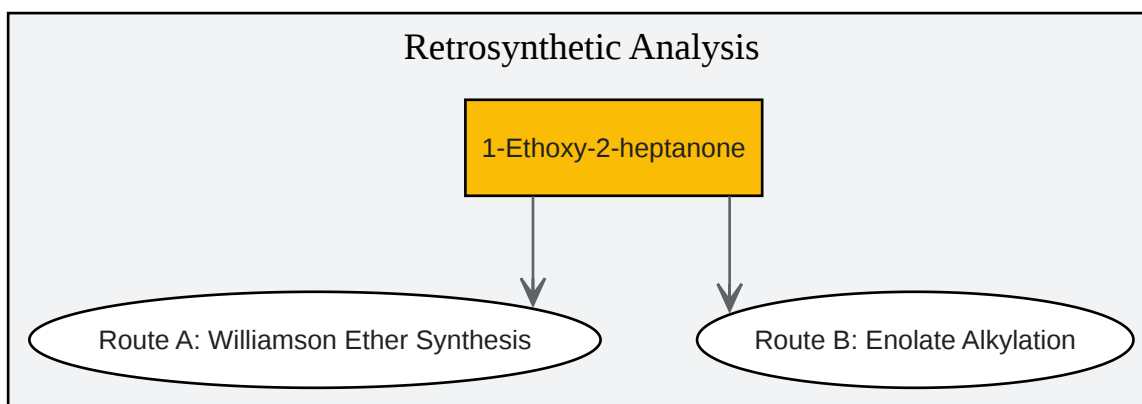 Retrosynthetic Analysis
1-Ethoxy-2-heptanone
Route A: Williamson Ether Synthesis
Route B: Enolate Alkylation